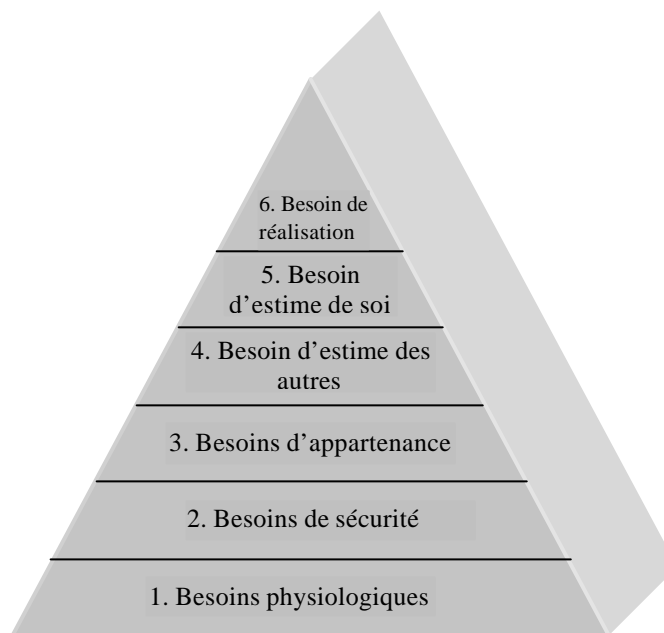 6. Besoin de
réalisation
5. Besoin
d’estime de soi
4. Besoin d’estime des
autres
3. Besoins d’appartenance
2. Besoins de sécurité
1. Besoins physiologiques